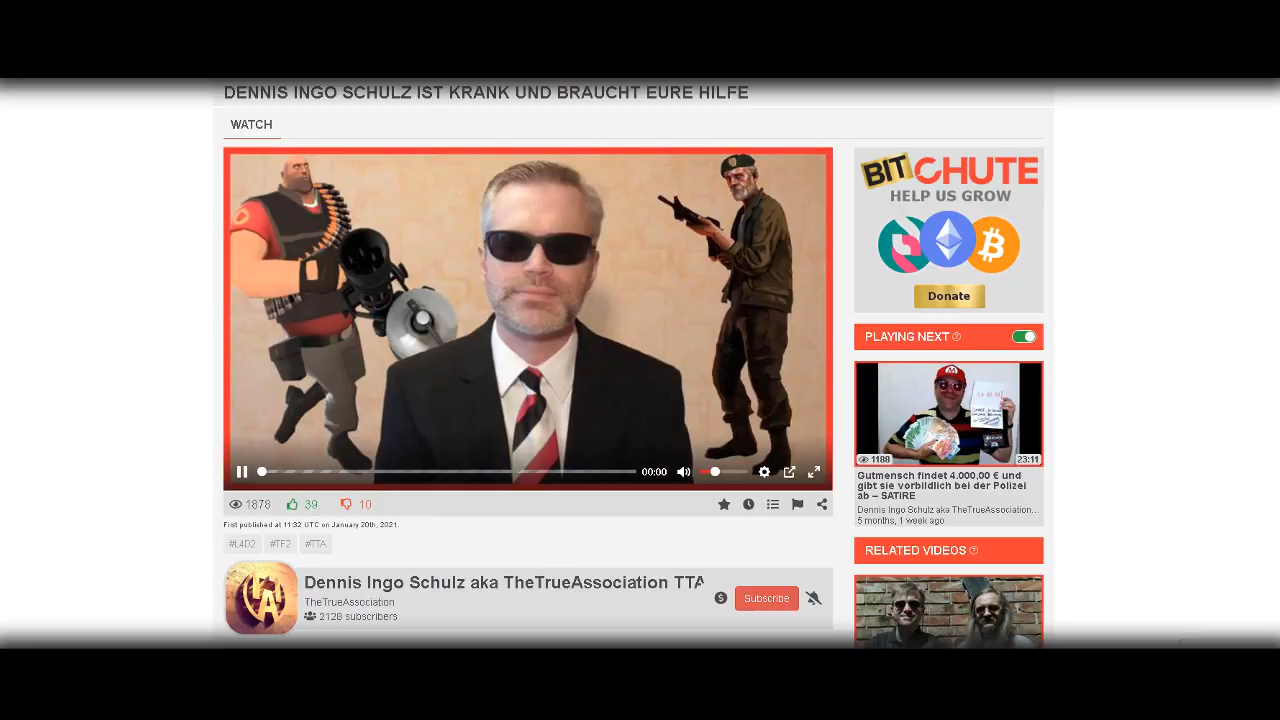 DENNIS INGO SCHULZ IST KRANK UND BRAUCHT EURE HILFE
WATCH
00:00
1878 39 10
First published at 11:32 UTC on January 20th, 2021.
#L4D2 #TF2 #TTA
Dennis Ingo Schulz aka TheTrueAssociation TTA
TheTrueAssociation
2128 subscribers
Subscribe
BITCHUTE
HELP US GROW
Donate
PLAYING NEXT
M
1188 23:11
Gutmensch findet 4.000,00 € und
gibt sie vorbildlich bei der Polizei
ab – SATIRE
Dennis Ingo Schulz aka TheTrueAssociation...
5 months, 1 week ago
RELATED VIDEOS